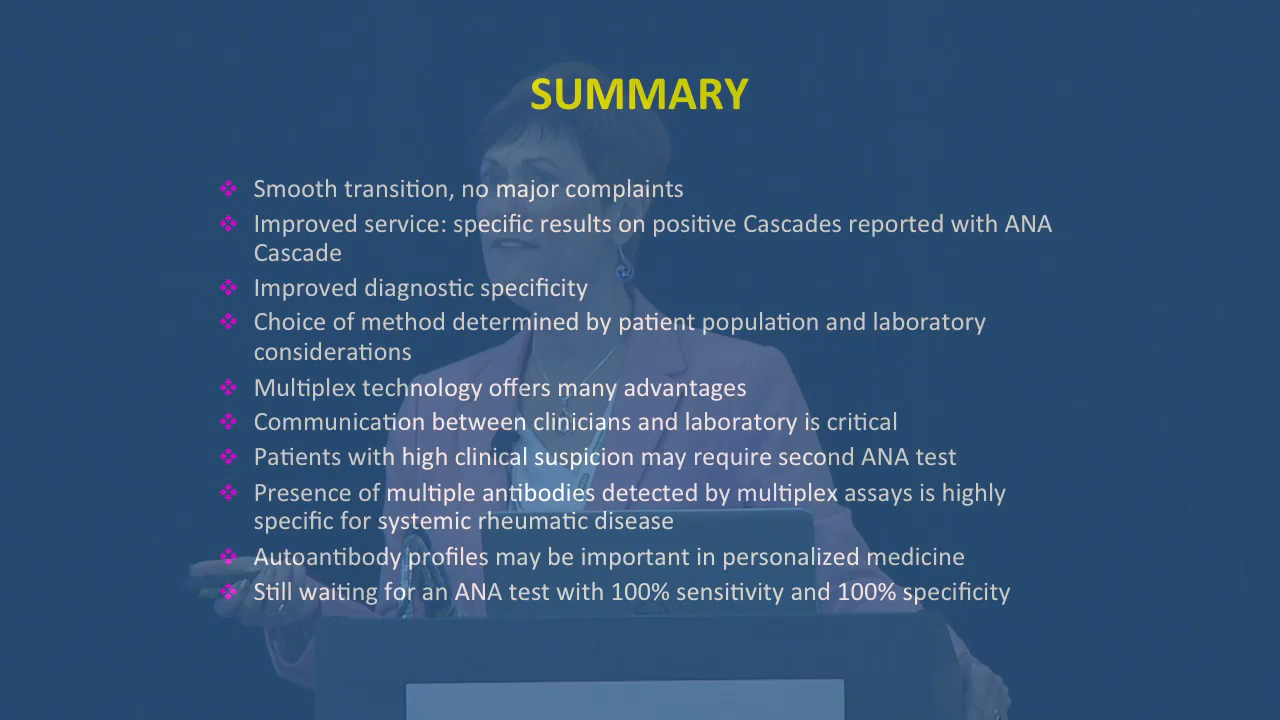 SUMMARY
Smooth transition, no major complaints
Improved service: specific results on positive Cascades reported with ANA
Cascade
Improved diagnostic specificity
Choice of method determined by patient population and laboratory
considerations
Multiplex technology offers many advantages
Communication between clinicians and laboratory is critical
Patients with high clinical suspicion may require second ANA test
Presence of multiple antibodies detected by multiplex assays is highly
specific for systemic rheumatic disease
Autoantibody profiles may be important in personalized medicine
Still waiting for an ANA test with 100% sensitivity and 100% specificity